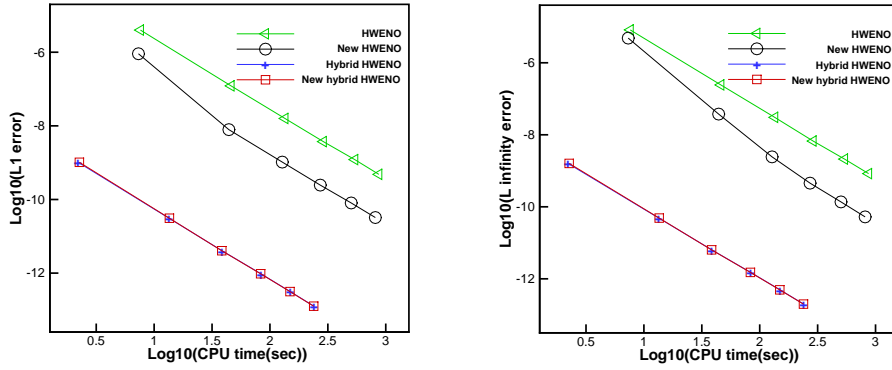 -6
-8
-10
-12
Log10(L1 error)
HWENO
New HWENO
Hybrid HWENO
New hybrid HWENO
0.5
1
1.5
2
2.5
3
Log10(CPU time(sec))
-6
-8
-10
-12
Log10(L infinity error)
HWENO
New HWENO
Hybrid HWENO
New hybrid HWENO
0.5
1
1.5
2
2.5
3
Log10(CPU time(sec))